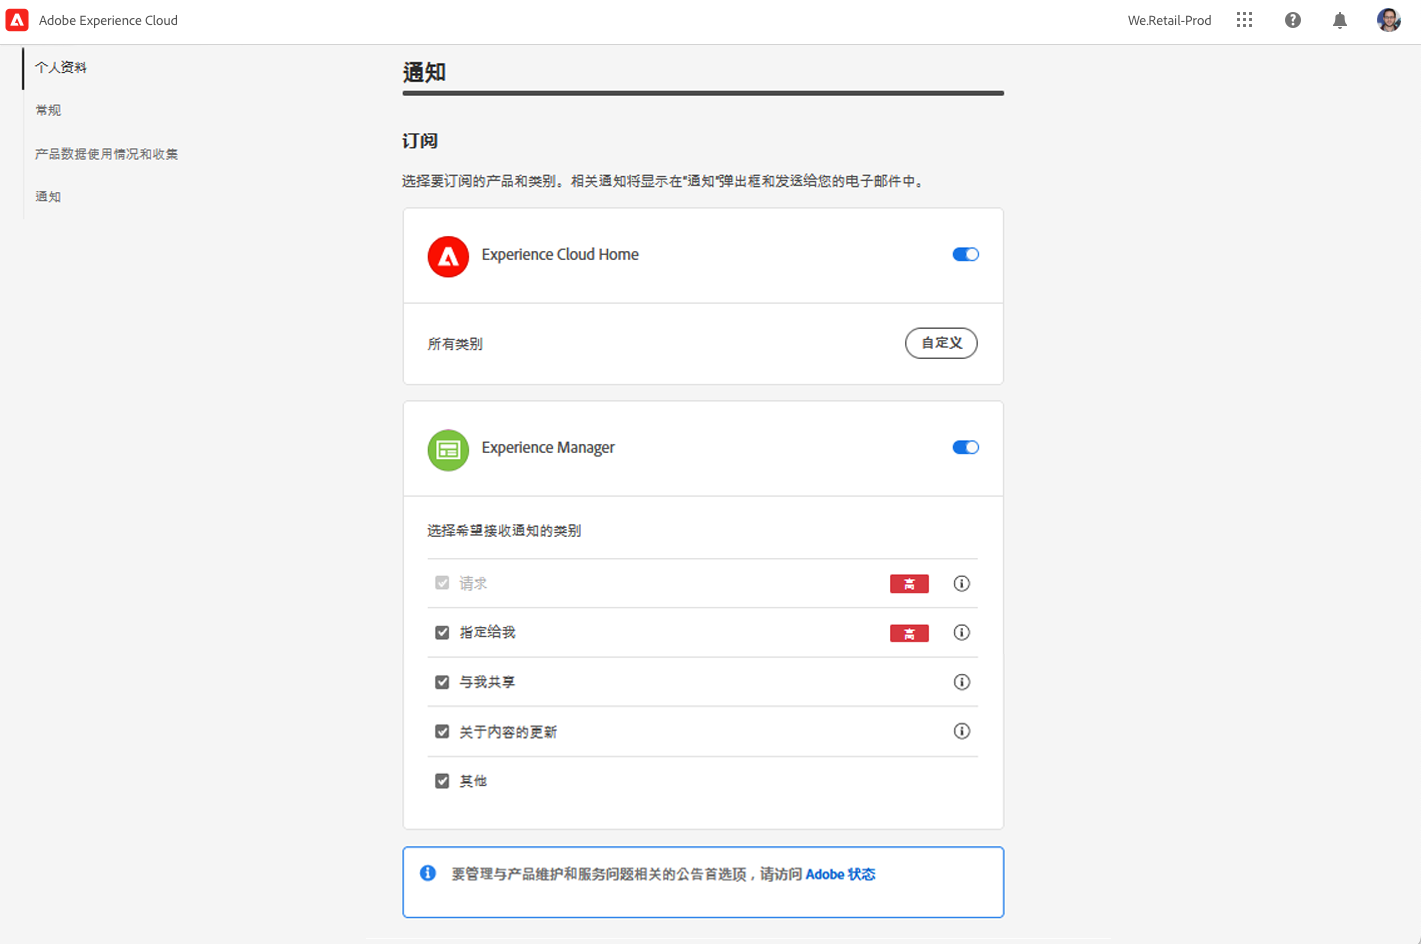 Adobe Experience Cloud
We.Retail-Prod
个人资料
常规
产品数据使用情况和收集
通知
通知
订阅
选择要订阅的产品和类别。相关通知将显示在"通知"弹出框和发送给您的电子邮件中。
Experience Cloud Home
所有类别
自定义
Experience Manager
选择希望接收通知的类别
请求
高
指定给我
高
与我共享
关于内容的更新
其他
要管理与产品维护和服务问题相关的公告首选项，请访问 Adobe 状态